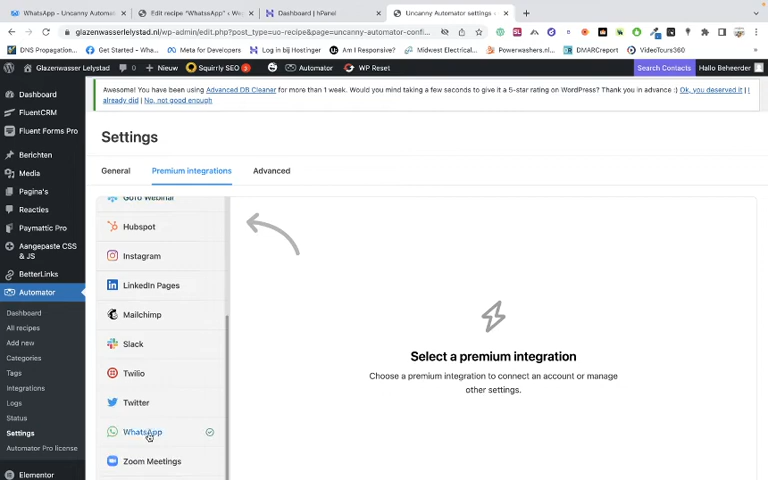 WhatsApp - Uncanny Automat
Edit recipe "WhatsApp" ‹ Wee
Dashboard | hPanel
Uncanny Automator settings ‹
glazenwasserlelystad.nl/wp-admin/edit.php?post_type=uo-recipe&page=uncanny-automator-confi...
DNS Propagation...
Get Started – Wha...
Meta for Developers
Log in bij Hostinger
Am I Responsive?
Midwest Electrical...
Powerwashers.nl...
DMARCreport
VideoTours360
Glazenwasser Lelystad
0
Nieuw
Squirrly SEO
Automator
WP Reset
Search Contacts
Hallo Beheerder
Awesome! You have been using Advanced DB Cleaner for more than 1 week. Would you mind taking a few seconds to give it a 5-star rating on WordPress? Thank you in advance :) Ok, you deserved it | I
already did | No, not good enough
Dashboard
FluentCRM
Fluent Forms Pro
Berichten
Media
Pagina's
Reacties
Paymattic Pro
Aangepaste CSS
& JS
BetterLinks
Automator
Dashboard
All recipes
Add new
Categories
Tags
Integrations
Logs
Status
Settings
Automator Pro license
Elementor
Settings
General
Premium integrations
Advanced
GoTo Webinar
Hubspot
Instagram
LinkedIn Pages
Mailchimp
Slack
Twilio
Twitter
WhatsApp
Zoom Meetings
Select a premium integration
Choose a premium integration to connect an account or manage
other settings.